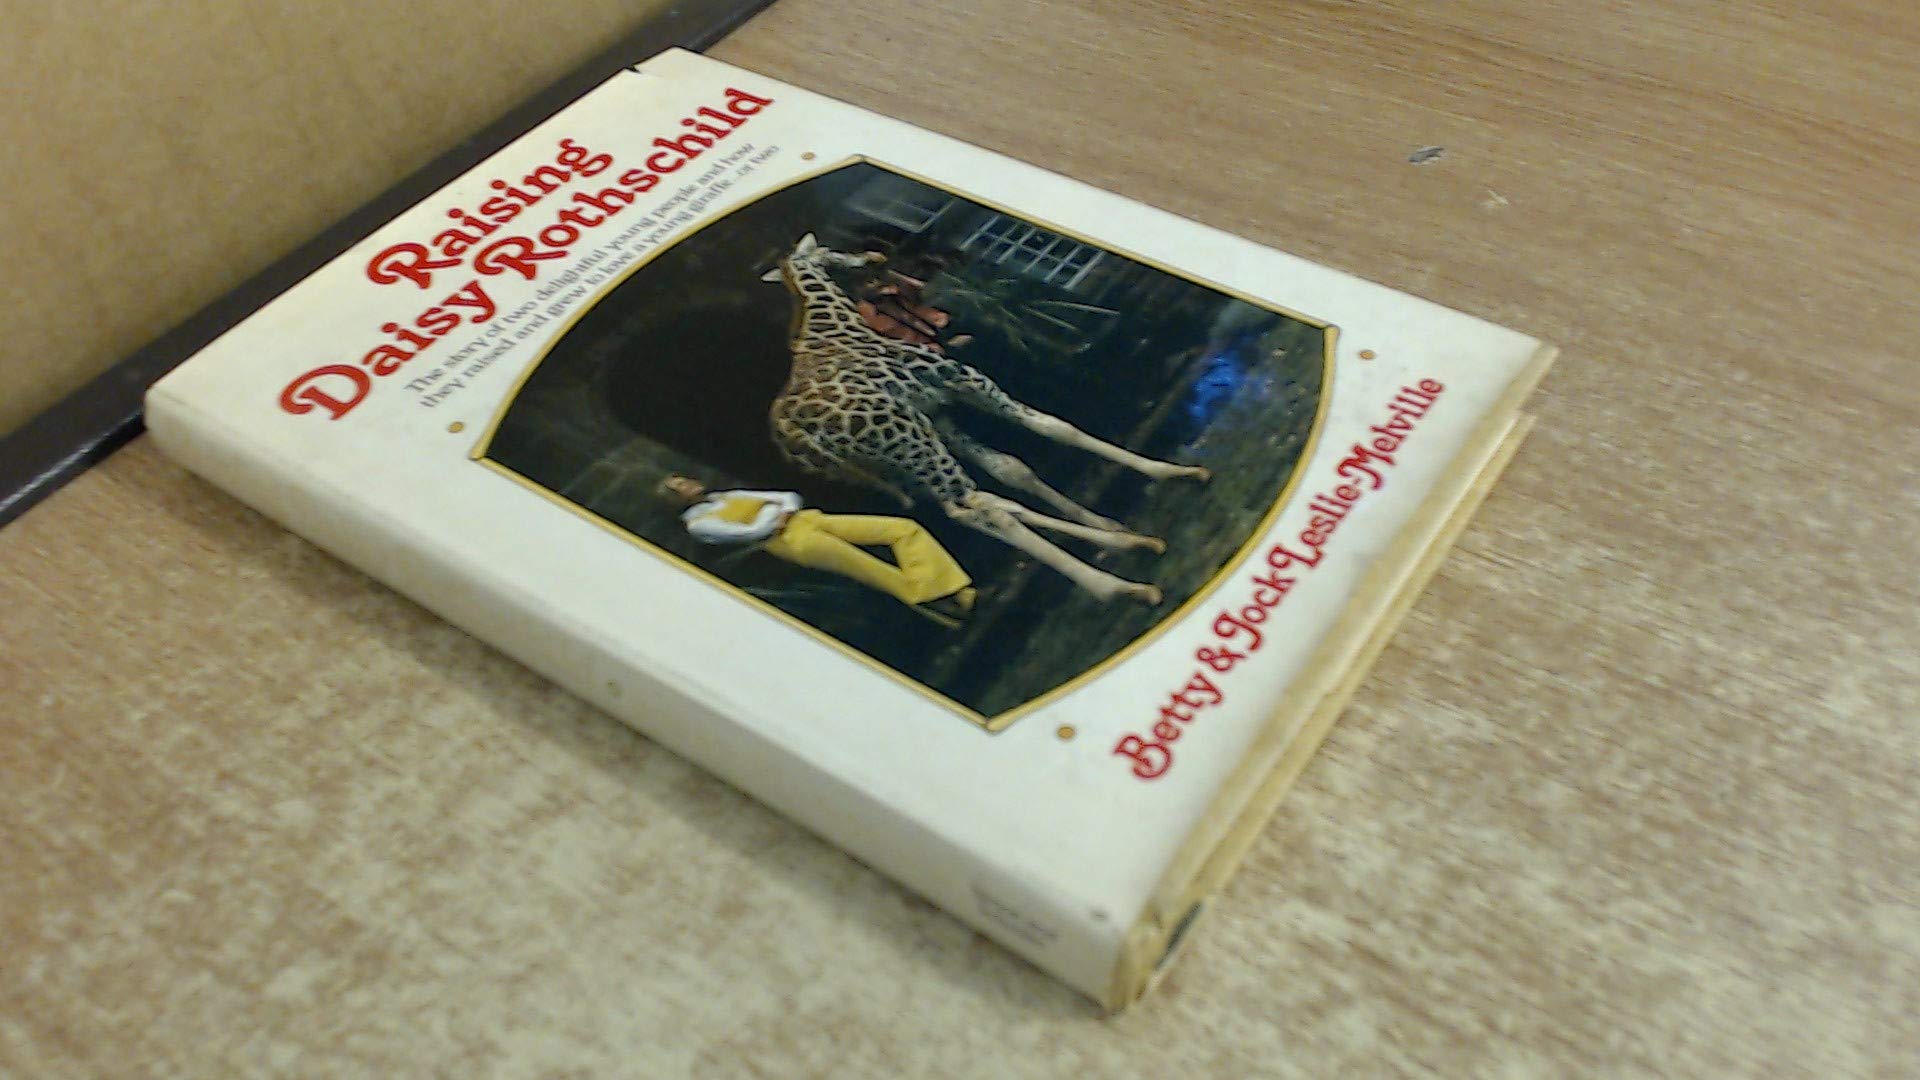 Raising
Daisy Rothschild
The story of two delightful young people and how
they raised and grew to love a young giraffe...or two
Betty & Jock Leslie-Melville